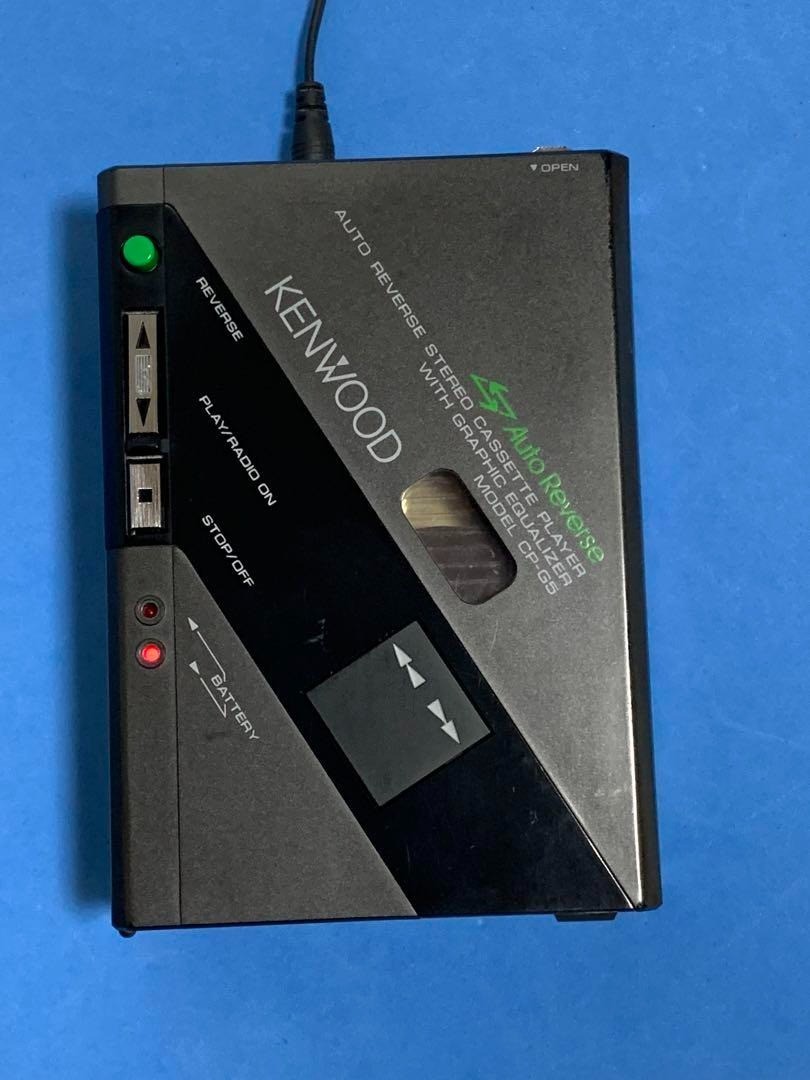 OPEN
AUTO REVERSE STEREO CASSETTE PLAYER
WITH GRAPHIC EQUALIZER
MODEL CP-G5
Auto Reverse
KENWOOD
REVERSE
PLAY/RADIO ON
STOP/OFF
BATTERY